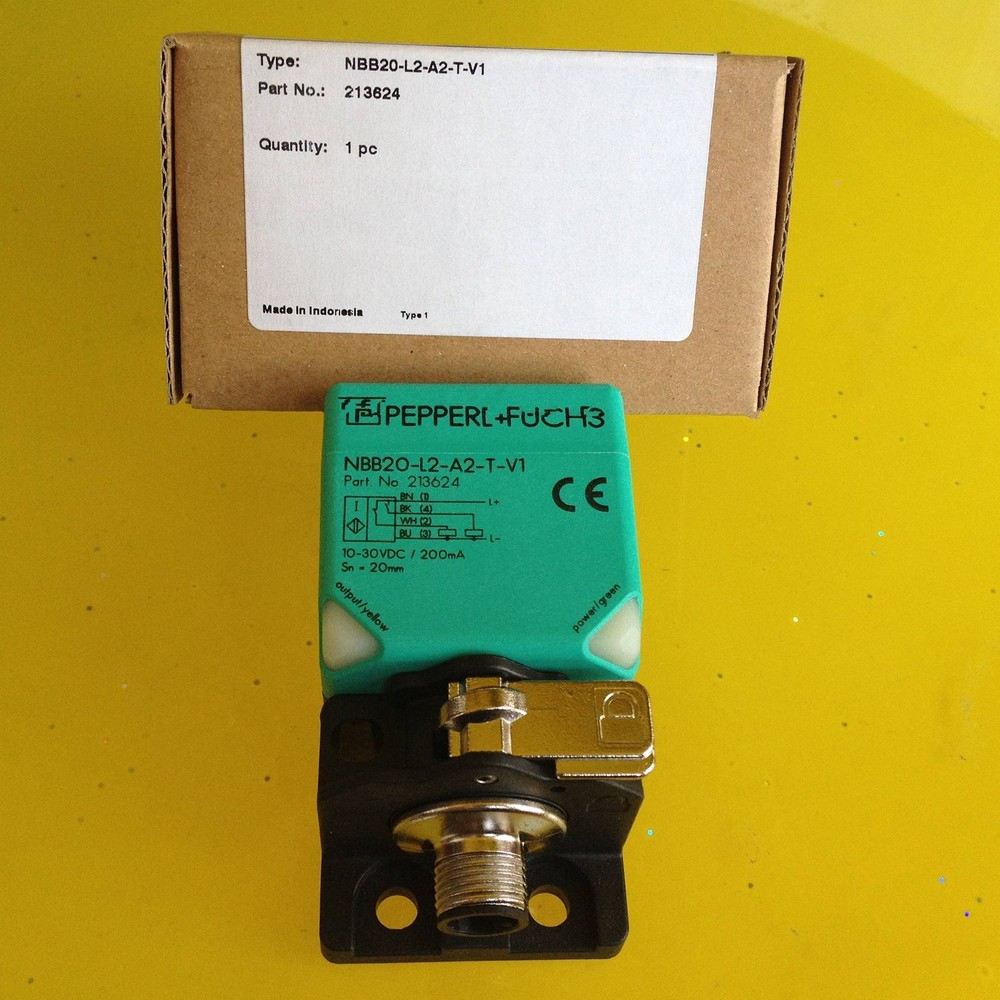 Type: NBB20-L2-A2-T-V1
Part No.: 213624
Quantity: 1 pc
Made in Indonesia Type 1
PEPPERL+FUCHS
NBB20-L2-A2-T-V1
Part. No. 213624
CE
I
BN (1) L+
BK (4)
WH (2)
BU (3) L-
10-30VDC / 200mA
Sn = 20mm
output/yellow
power/green